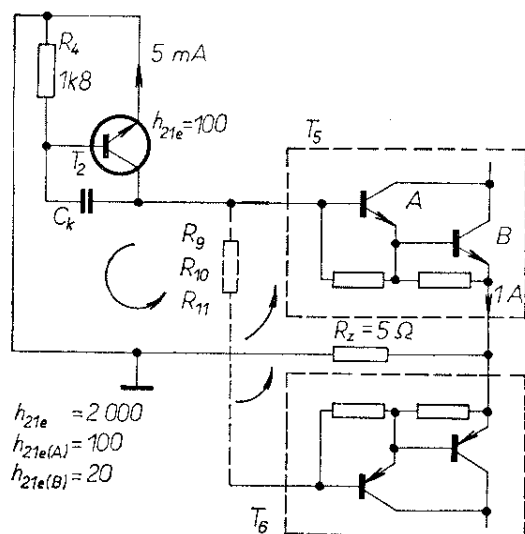 R4
1k8
5 mA
h21e=100
T2
Ck
T5
A
B
R9
R10
R11
1 A
Rz = 5 Ω
h21e =2 000
h21e(A) =100
h21e(B) =20
T6